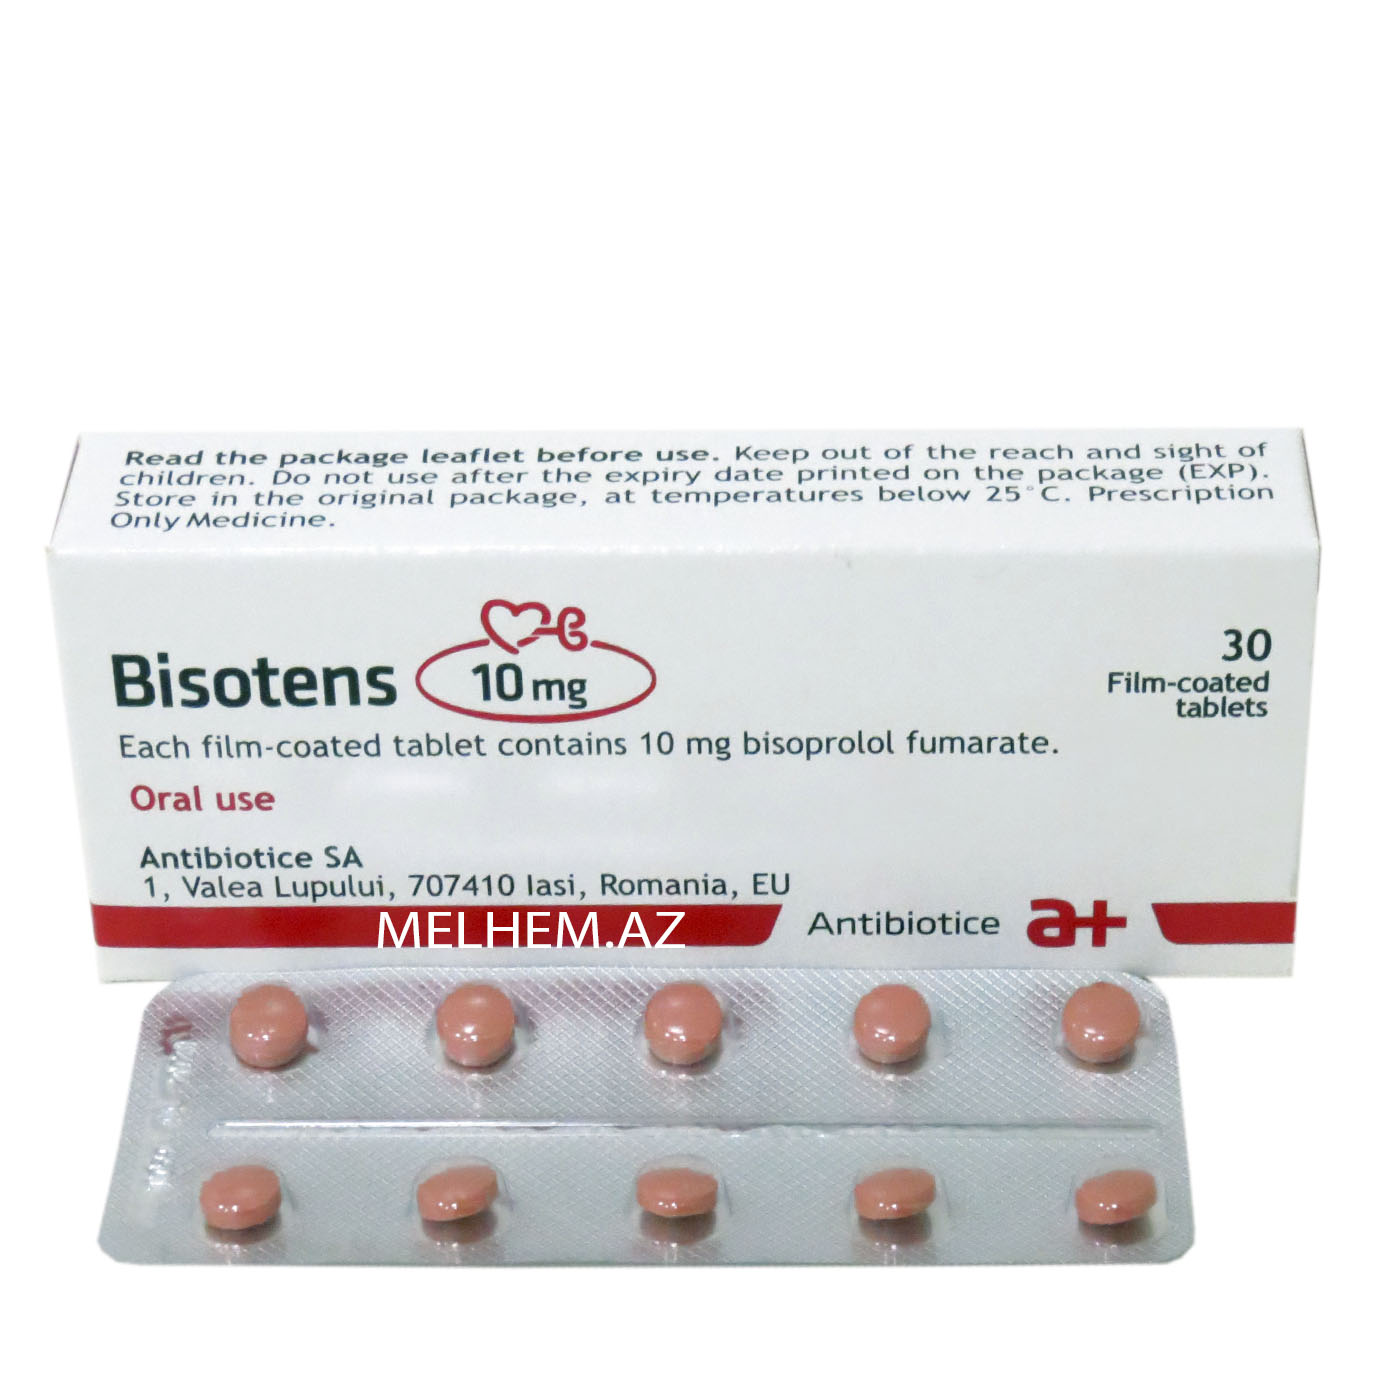 Read the package leaflet before use. Keep out of the reach and sight of
children. Do not use after the expiry date printed on the package (EXP).
Store in the original package, at temperatures below 25°C. Prescription
Only Medicine.
Bisotens 10 mg
30
Film-coated
tablets
Each film-coated tablet contains 10 mg bisoprolol fumarate.
Oral use
Antibiotice SA
1, Valea Lupului, 707410 Iasi, Romania, EU
MELHEM.AZ
Antibiotice a+